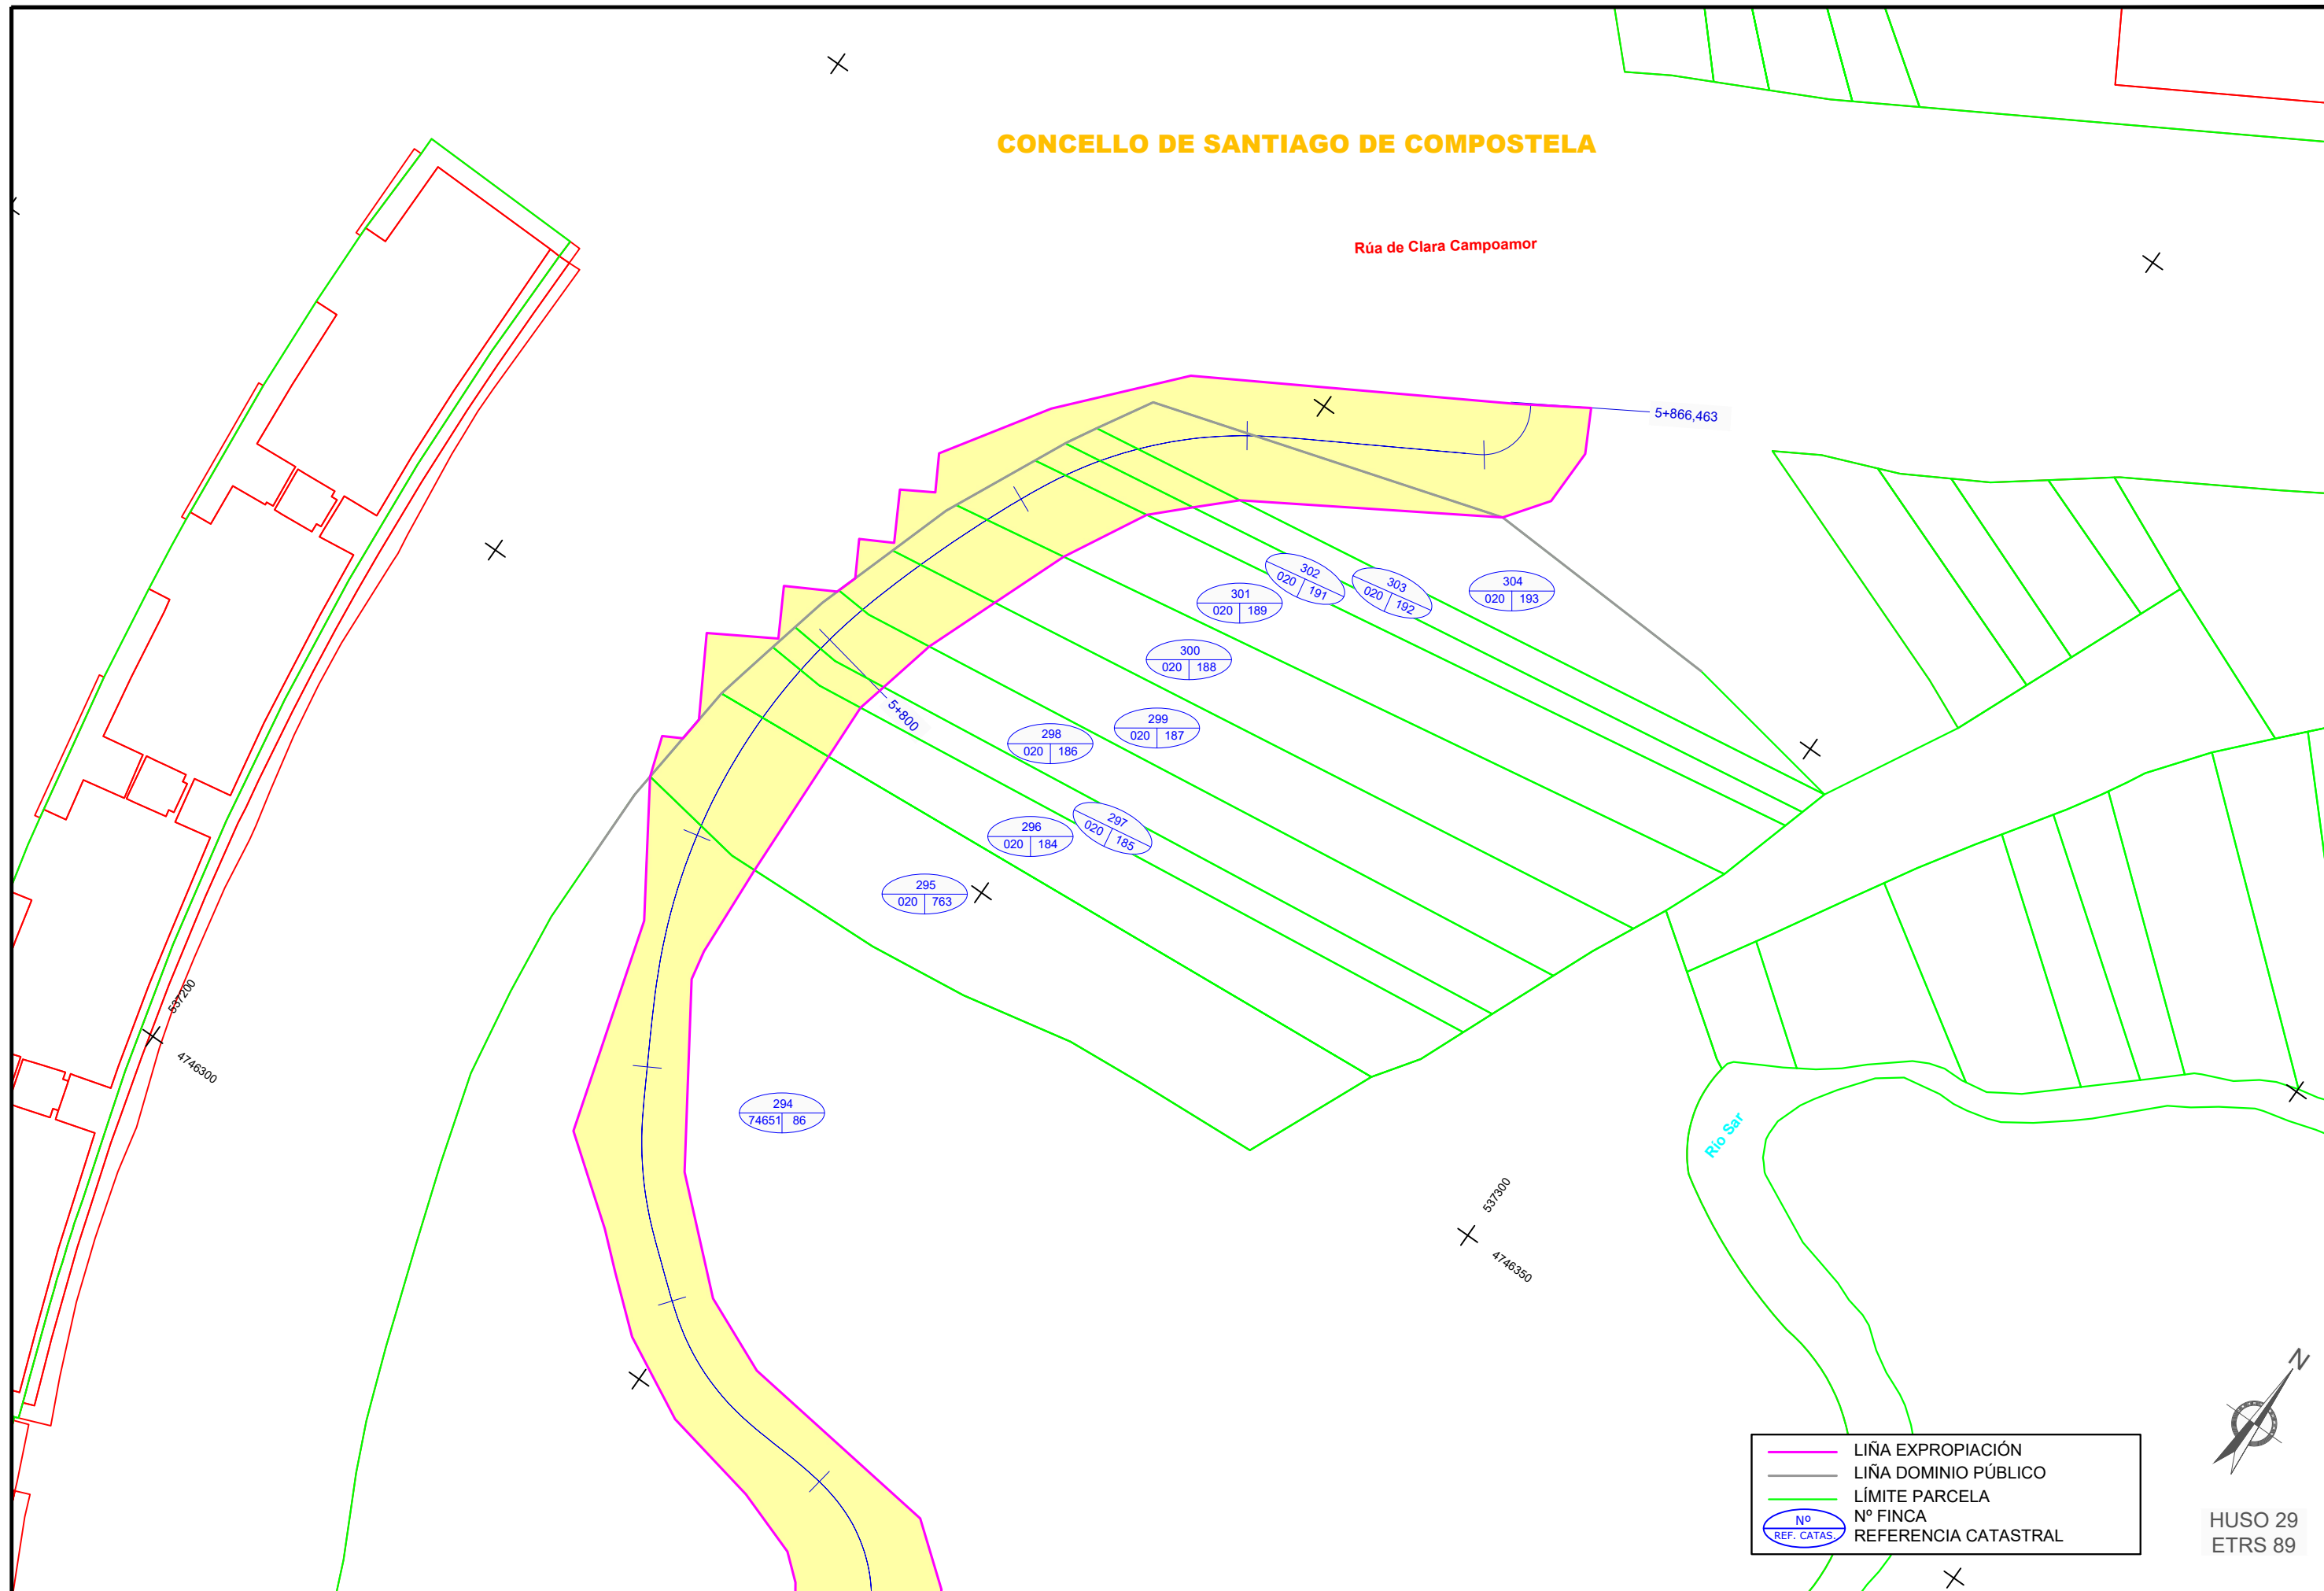 CONCELLO DE SANTIAGO DE COMPOSTELA
Rúa de Clara Campoamor
5+866,463
302
020 191
303
020 192
304
020 193
301
020 189
300
020 188
5+800
299
020 187
298
020 186
297
020 185
296
020 184
295
020 763
537200
4746300
294
74651 86
Río Sar
537300
4746350
N
LIÑA EXPROPIACIÓN
LIÑA DOMINIO PÚBLICO
LÍMITE PARCELA
Nº
REF. CATAS.
Nº FINCA
REFERENCIA CATASTRAL
HUSO 29
ETRS 89